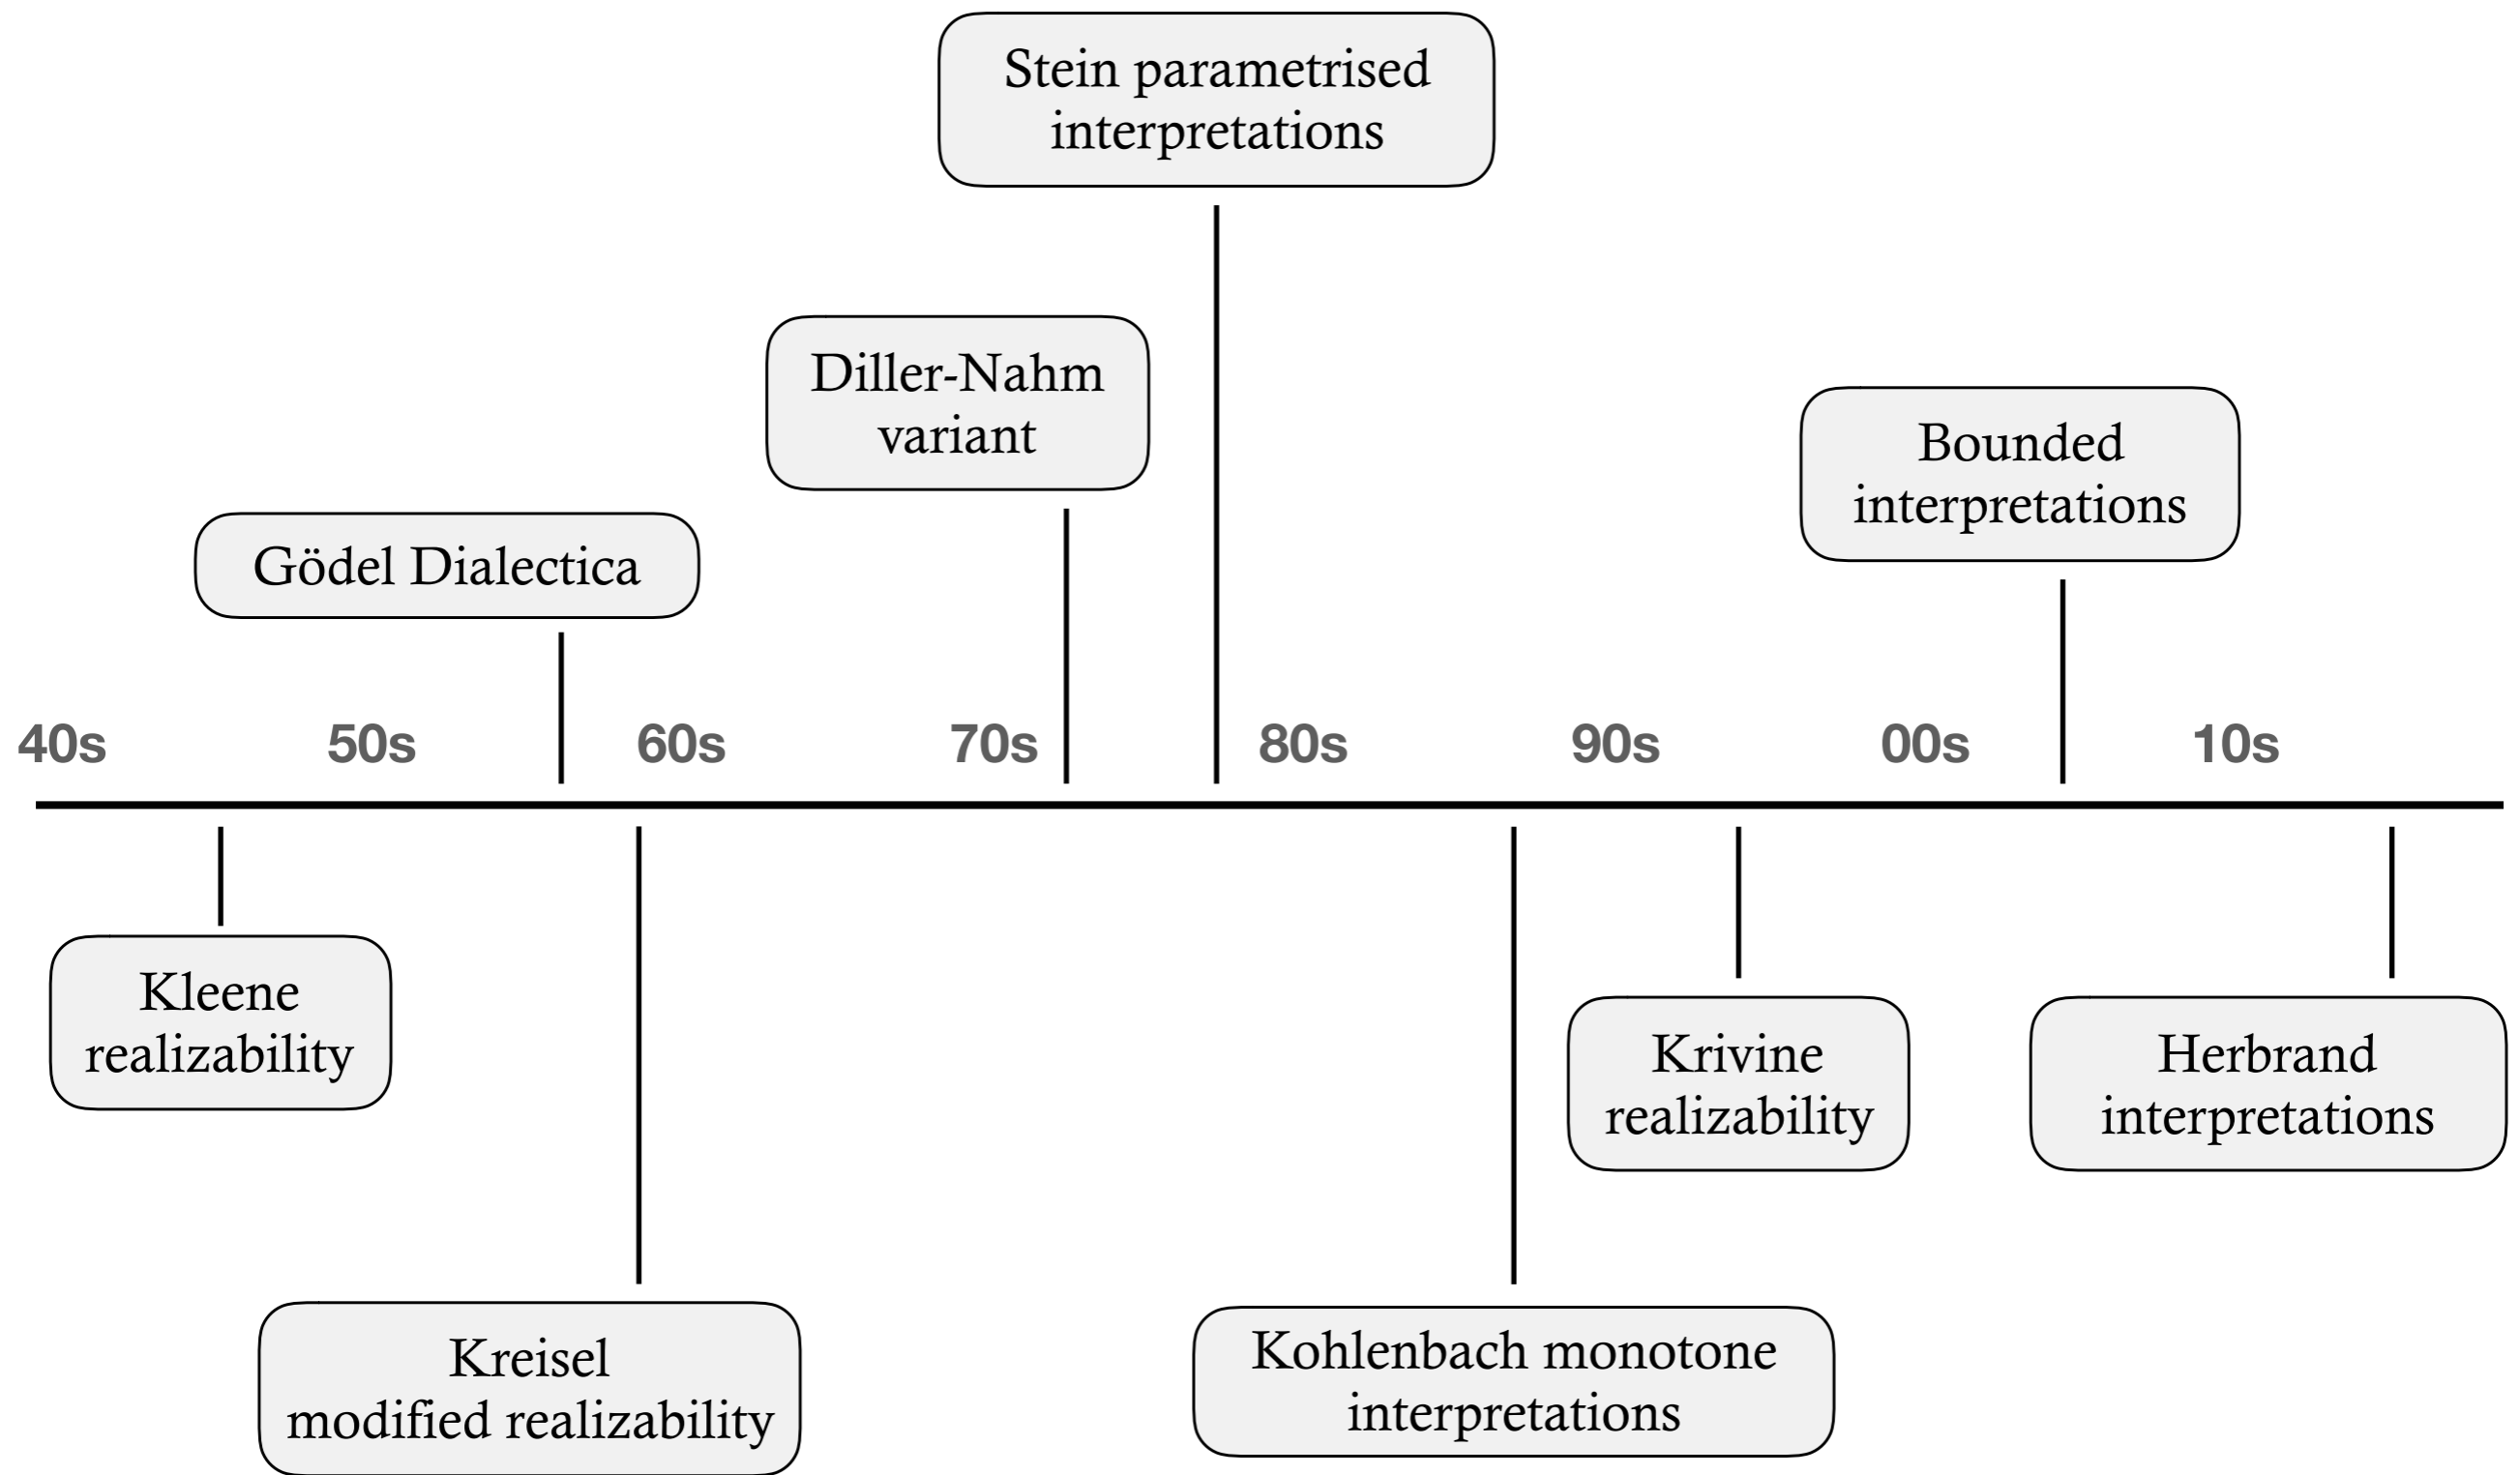 Stein parametrised
interpretations
Diller-Nahm
variant
Bounded
interpretations
Gödel Dialectica
40s 50s 60s 70s 80s 90s 00s 10s
Kleene
realizability
Krivine
realizability
Herbrand
interpretations
Kreisel
modified realizability
Kohlenbach monotone
interpretations